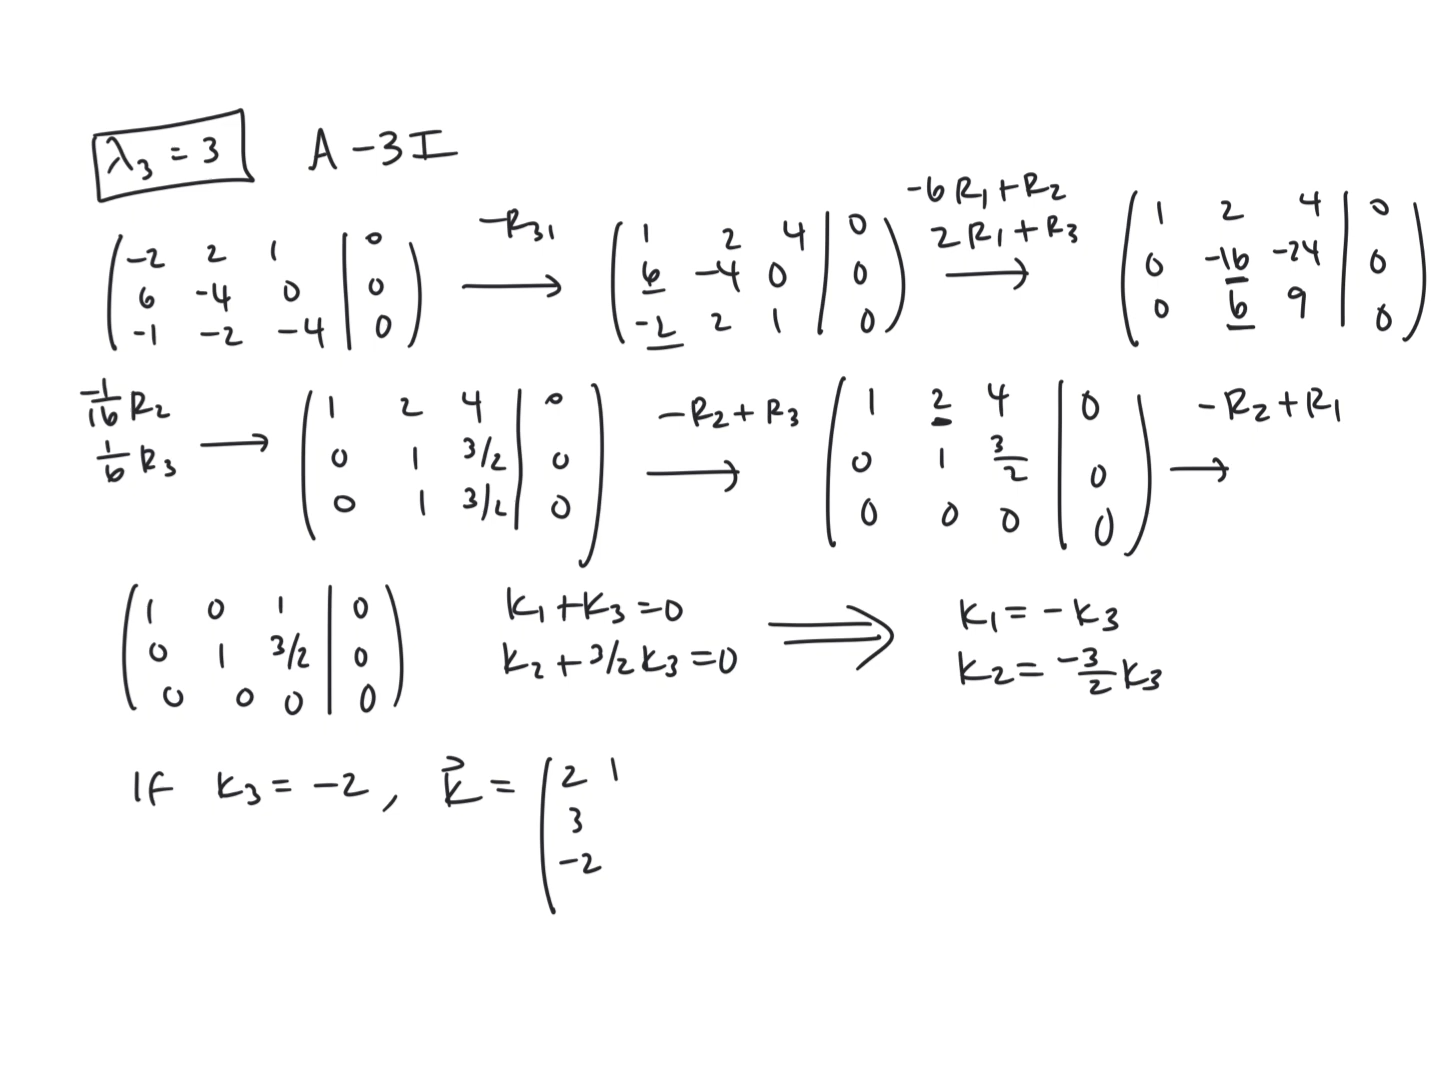 λ₃ = 3   A - 3I
( -2 2 1 | 0 )   -R₃₁   ( 1 2 4 | 0 )   -6R₁+R₂   ( 1 2 4 | 0 )
( 6 -4 0 | 0 )   →   ( 6 -4 0 | 0 )   2R₁+R₃   ( 0 -16 -24 | 0 )
( -1 -2 -4 | 0 )   ( -2 2 1 | 0 )   →   ( 0 6 9 | 0 )
-1/16 R₂   ( 1 2 4 | 0 )   -R₂+R₃   ( 1 2 4 | 0 )   -R₂+R₁
1/6 R₃   →   ( 0 1 3/2 | 0 )   →   ( 0 1 3/2 | 0 )   →
( 0 1 3/2 | 0 )   ( 0 0 0 | 0 )
( 1 0 1 | 0 )   K₁+K₃=0   ⇒   K₁=-K₃
( 0 1 3/2 | 0 )   K₂+3/2K₃=0   K₂=-3/2K₃
( 0 0 0 | 0 )
If K₃ = -2, K⃗ = ( 2 1
3
-2